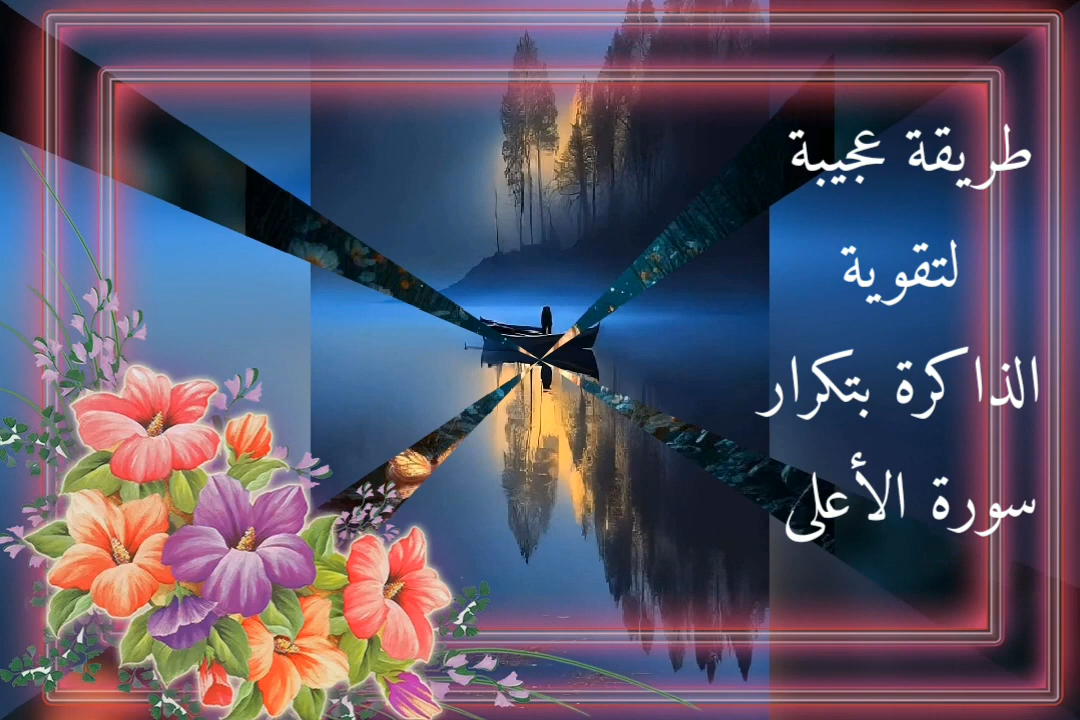 طريقة عجيبة
لتقوية
الذاكرة بتكرار
سورة الأعلى